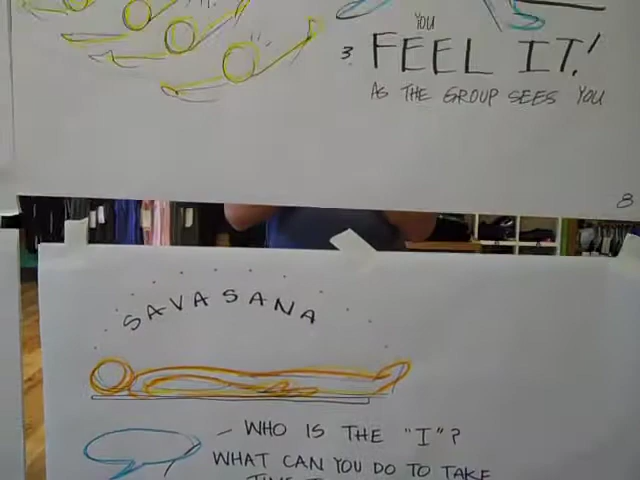 YOU
3. FEEL IT!
AS THE GROUP SEES YOU
8
SAVASANA
- WHO IS THE "I"?
WHAT CAN YOU DO TO TAKE